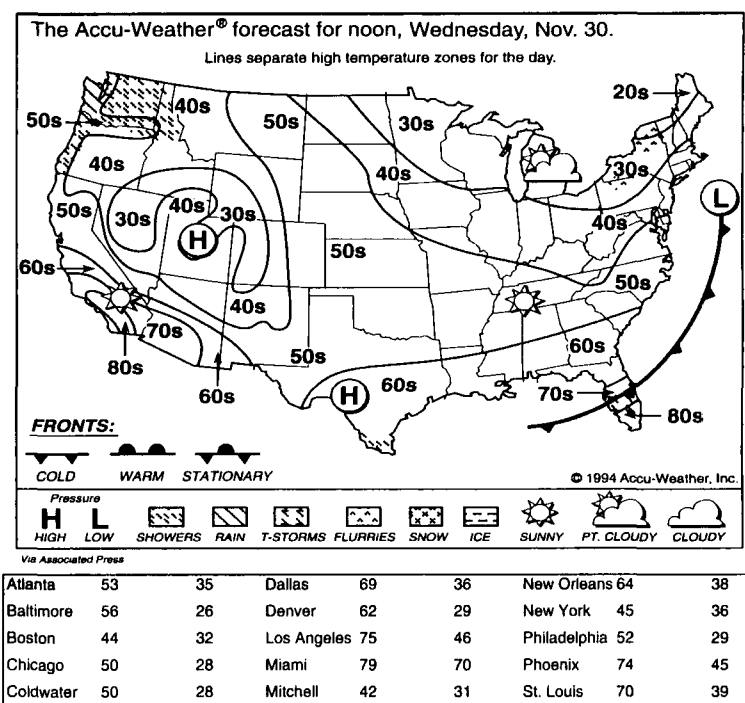 The Accu-Weather® forecast for noon, Wednesday, Nov. 30.
Lines separate high temperature zones for the day.
20s
50s
40s
50s
30s
40s
40s
30s
50s
30s
40s
30s
40s
L
H
50s
60s
50s
40s
70s
50s
60s
80s
60s
60s
H
70s
80s
FRONTS:
COLD WARM STATIONARY
© 1994 Accu-Weather, Inc.
Pressure
H L
HIGH LOW SHOWERS RAIN T-STORMS FLURRIES SNOW ICE SUNNY PT. CLOUDY CLOUDY
Via Associated Press
Atlanta 53 35 Dallas 69 36 New Orleans 64 38
Baltimore 56 26 Denver 62 29 New York 45 36
Boston 44 32 Los Angeles 75 46 Philadelphia 52 29
Chicago 50 28 Miami 79 70 Phoenix 74 45
Coldwater 50 28 Mitchell 42 31 St. Louis 70 39